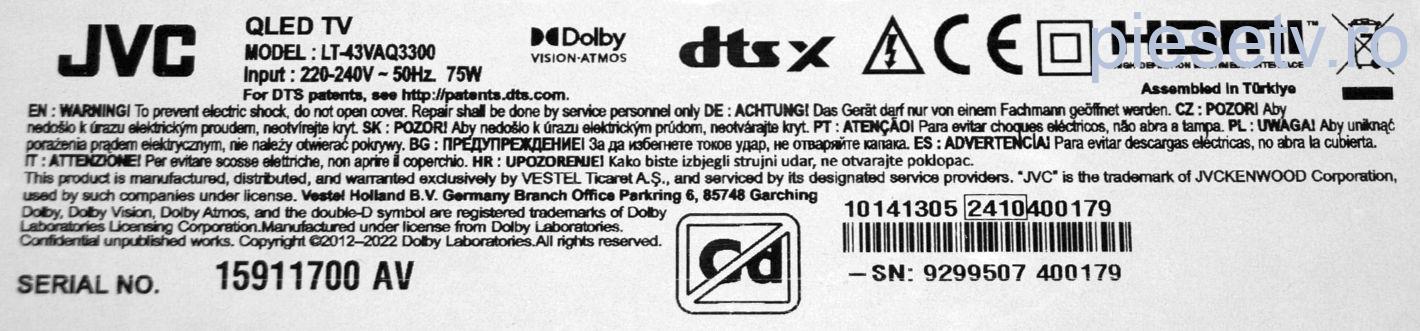 JVC
QLED TV
MODEL : LT-43VAQ3300
Input : 220-240V ~ 50Hz. 75W
For DTS patents, see http://patents.dts.com.
Dolby
VISION·ATMOS
dts x
CE
HDMI™
HIGH-DEFINITION MULTIMEDIA INTERFACE
piesetv.ro
Assembled in Türkiye
EN : WARNING! To prevent electric shock, do not open cover. Repair shall be done by service personnel only DE : ACHTUNG! Das Gerät darf nur von einem Fachmann geöffnet werden. CZ : POZOR! Aby
nedošlo k úrazu elektrickým proudem, neotvírejte kryt. SK : POZOR! Aby nedošlo k úrazu elektrickým prúdom, neotvárajte kryt. PT : ATENÇÃO! Para evitar choques eléctricos, não abra a tampa. PL : UWAGA! Aby uniknąć
porażenia prądem elektrycznym, nie należy otwierać pokrywy. BG : ПРЕДУПРЕЖДЕНИЕ! За да избегнете токов удар, не отваряйте капака. ES : ADVERTENCIA! Para evitar descargas eléctricas, no abra la cubierta.
IT : ATTENZIONE! Per evitare scosse elettriche, non aprire il coperchio. HR : UPOZORENJE! Kako biste izbjegli strujni udar, ne otvarajte poklopac.
This product is manufactured, distributed, and warranted exclusively by VESTEL Ticaret A.Ş., and serviced by its designated service providers. "JVC" is the trademark of JVCKENWOOD Corporation,
used by such companies under license. Vestel Holland B.V. Germany Branch Office Parkring 6, 85748 Garching
Dolby, Dolby Vision, Dolby Atmos, and the double-D symbol are registered trademarks of Dolby
Laboratories Licensing Corporation.Manufactured under license from Dolby Laboratories.
Confidential unpublished works. Copyright ©2012-2022 Dolby Laboratories.All rights reserved.
SERIAL NO. 15911700 AV
Cd
10141305 2410400179
-SN: 9299507 400179